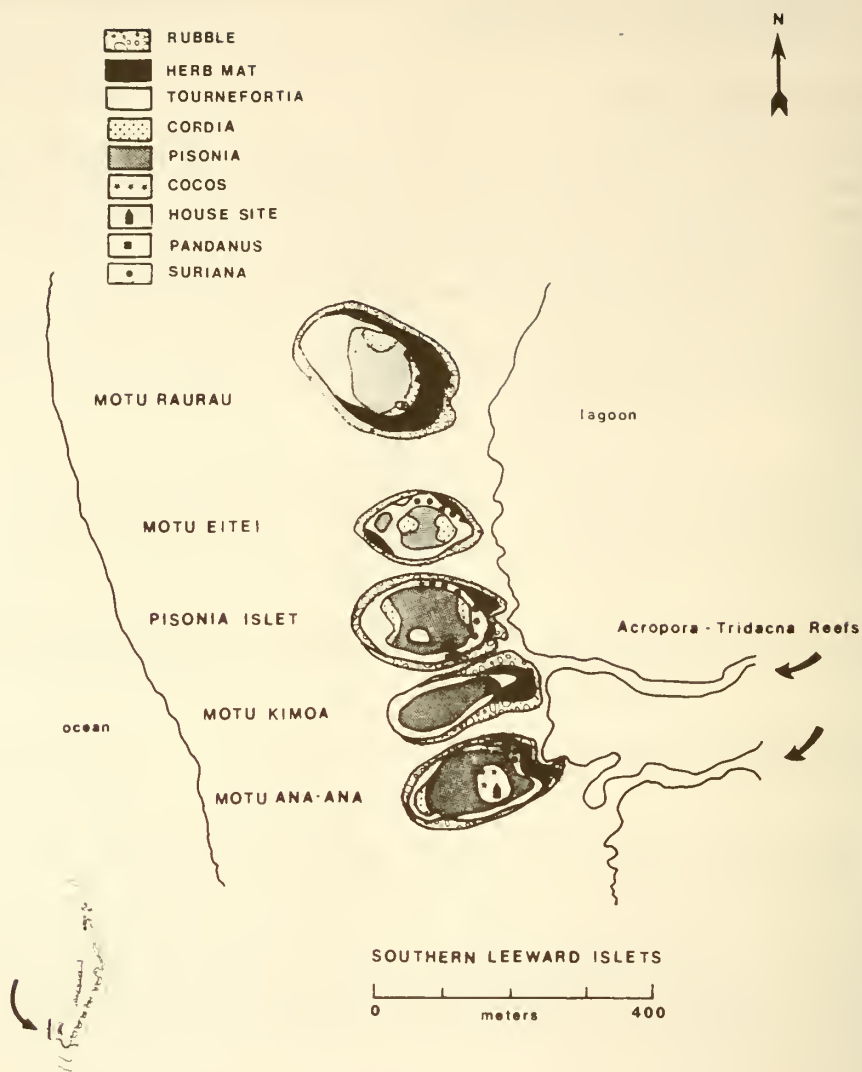 N
RUBBLE
HERB MAT
TOURNEFORTIA
CORDIA
PISONIA
COCOS
HOUSE SITE
PANDANUS
SURIANA
MOTU RAURAU
lagoon
MOTU EITEI
PISONIA ISLET
Acropora - Tridacna Reefs
MOTU KIMOA
ocean
MOTU ANA-ANA
SOUTHERN LEEWARD ISLETS
0 meters 400